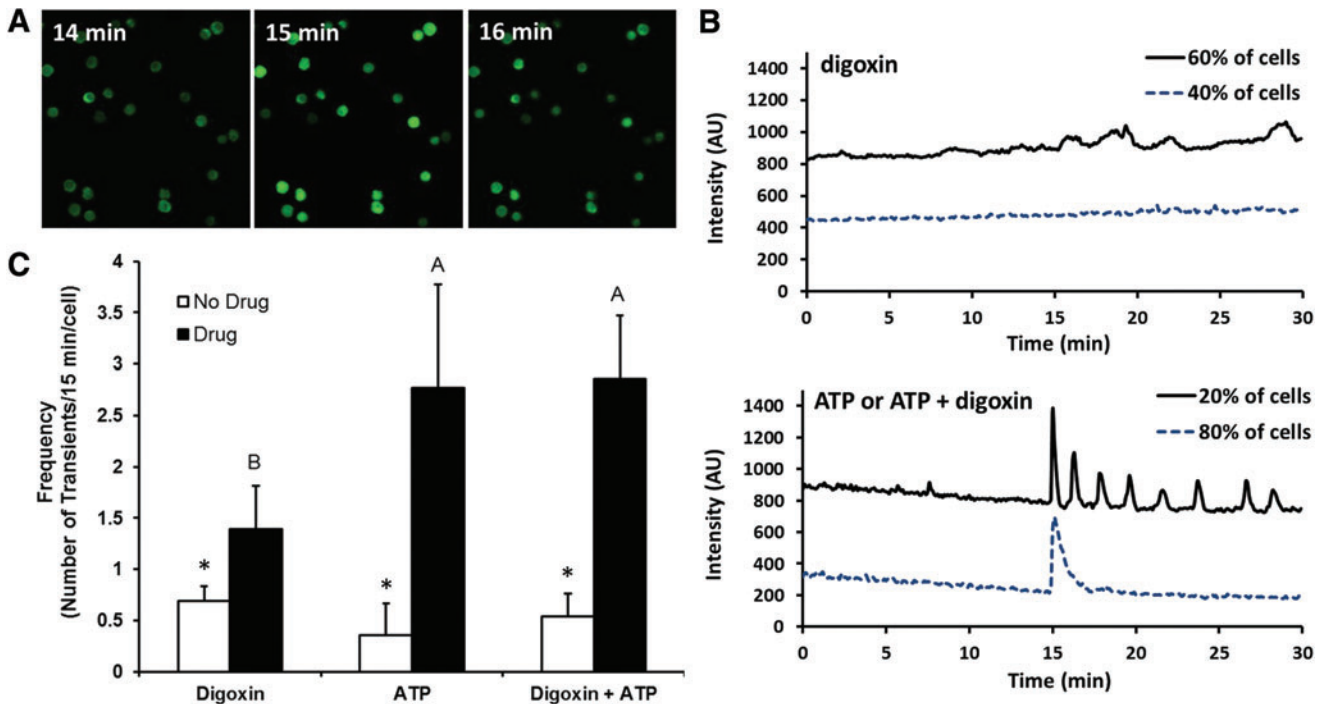 A
14 min
15 min
16 min
B
digoxin
60% of cells
40% of cells
1400
1200
1000
800
600
400
200
0
Intensity (AU)
0 5 10 15 20 25 30
Time (min)
ATP or ATP + digoxin
20% of cells
80% of cells
1400
1200
1000
800
600
400
200
0
Intensity (AU)
0 5 10 15 20 25 30
Time (min)
C
Frequency
(Number of Transients/15 min/cell)
4
3.5
3
2.5
2
1.5
1
0.5
0
No Drug
Drug
* B
* A
* A
Digoxin ATP Digoxin + ATP